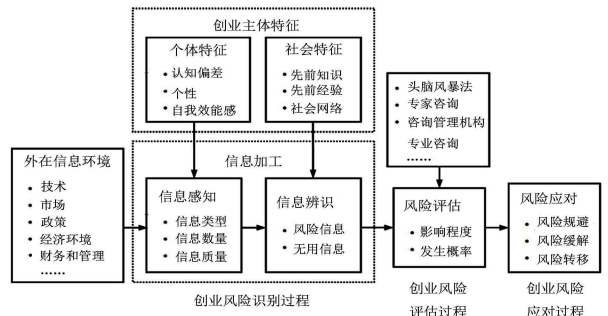 创业主体特征
个体特征
• 认知偏差
• 个性
• 自我效能感
社会特征
• 先前知识
• 先前经验
• 社会网络
• 头脑风暴法
• 专家咨询
• 咨询管理机构
专业咨询
……
外在信息环境
• 技术
• 市场
• 政策
• 经济环境
• 财务和管理
……
信息加工
信息感知
• 信息类型
• 信息数量
• 信息质量
信息辨识
• 风险信息
• 无用信息
风险评估
• 影响程度
• 发生概率
风险应对
• 风险规避
• 风险缓解
• 风险转移
创业风险识别过程
创业风险
评估过程
创业风险
应对过程